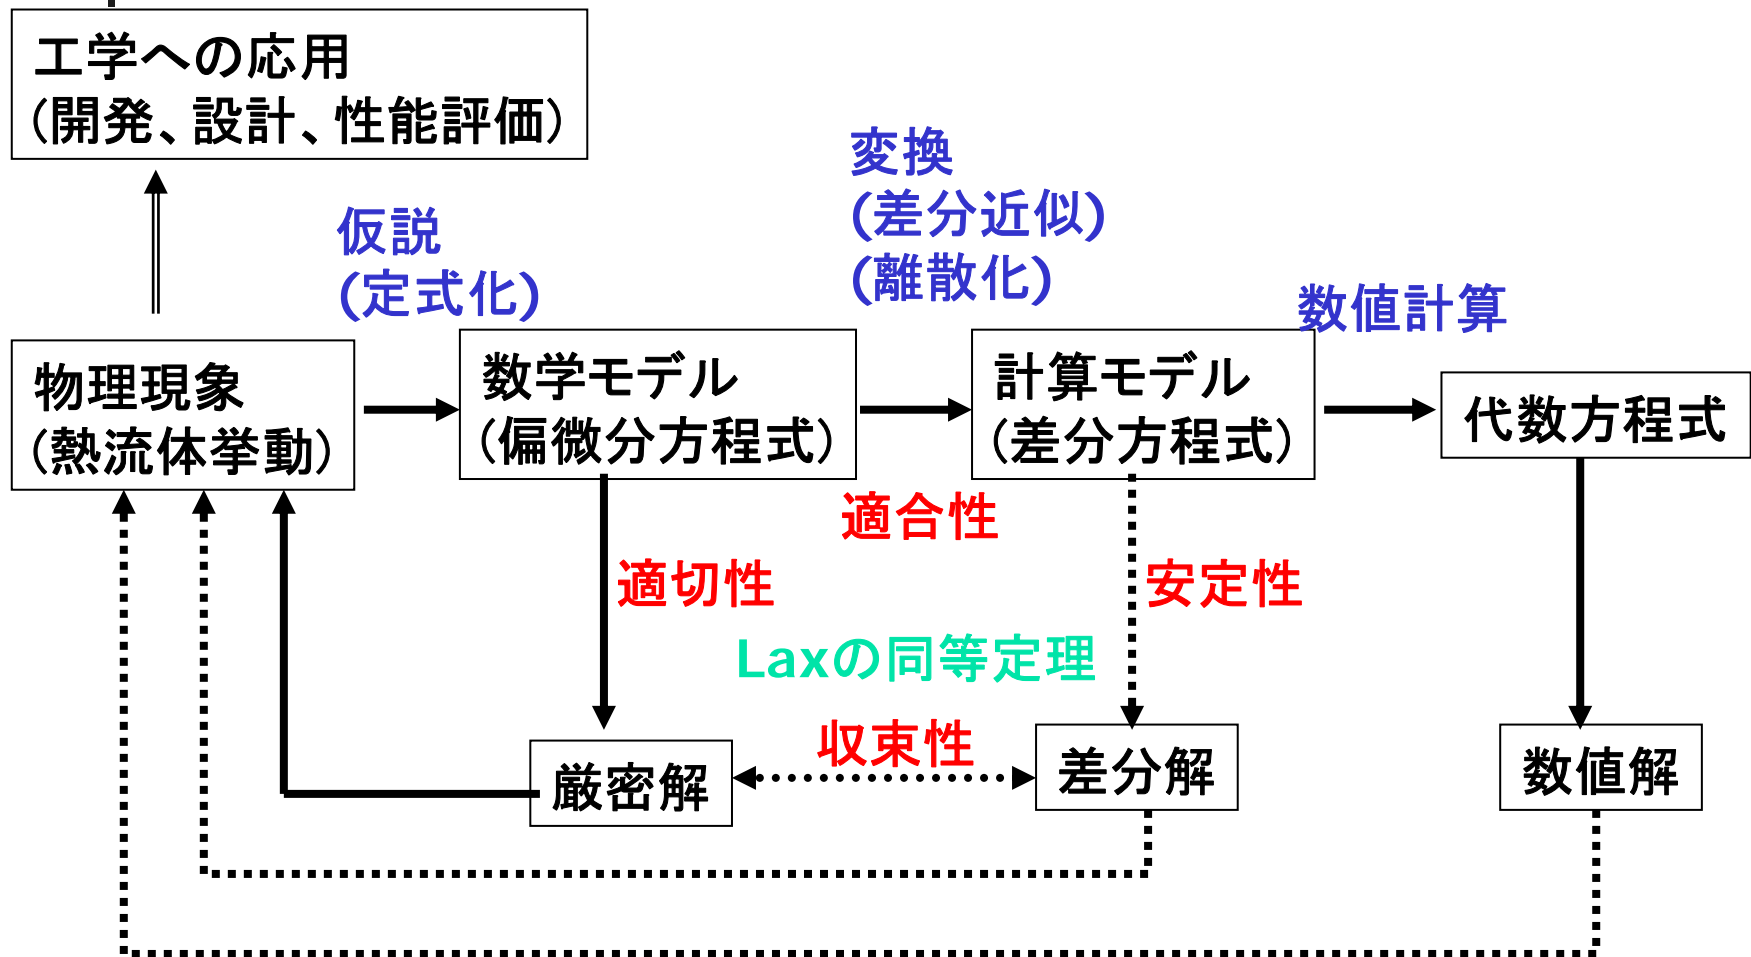 工学への応用
(開発、設計、性能評価)
変換
(差分近似)
(離散化)
仮説
(定式化)
数値計算
物理現象
(熱流体挙動)
数学モデル
(偏微分方程式)
計算モデル
(差分方程式)
代数方程式
適合性
適切性
安定性
Laxの同等定理
収束性
厳密解
差分解
数値解